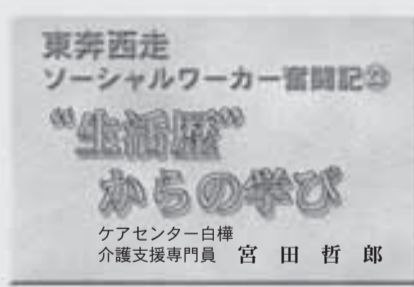 東奔西走
ソーシャルワーカー奮闘記
“生活歴”
からの学び
ケアセンター白樺
介護支援専門員 宮田哲郎